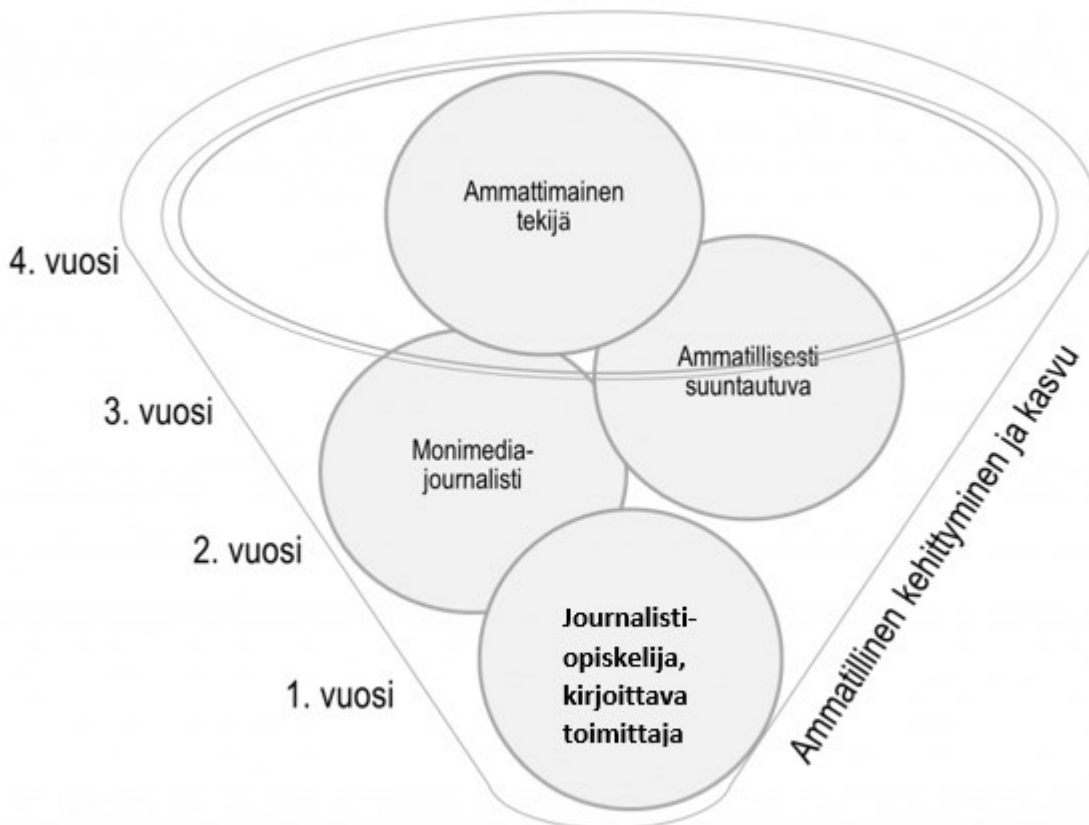 Ammattimainen
tekijä
4. vuosi
Ammatillisesti
suuntautuva
3. vuosi
Monimedia-
journalisti
2. vuosi
Journalisti-
opiskelija,
kirjoittava
toimittaja
1. vuosi
Ammatillinen kehittyminen ja kasvu